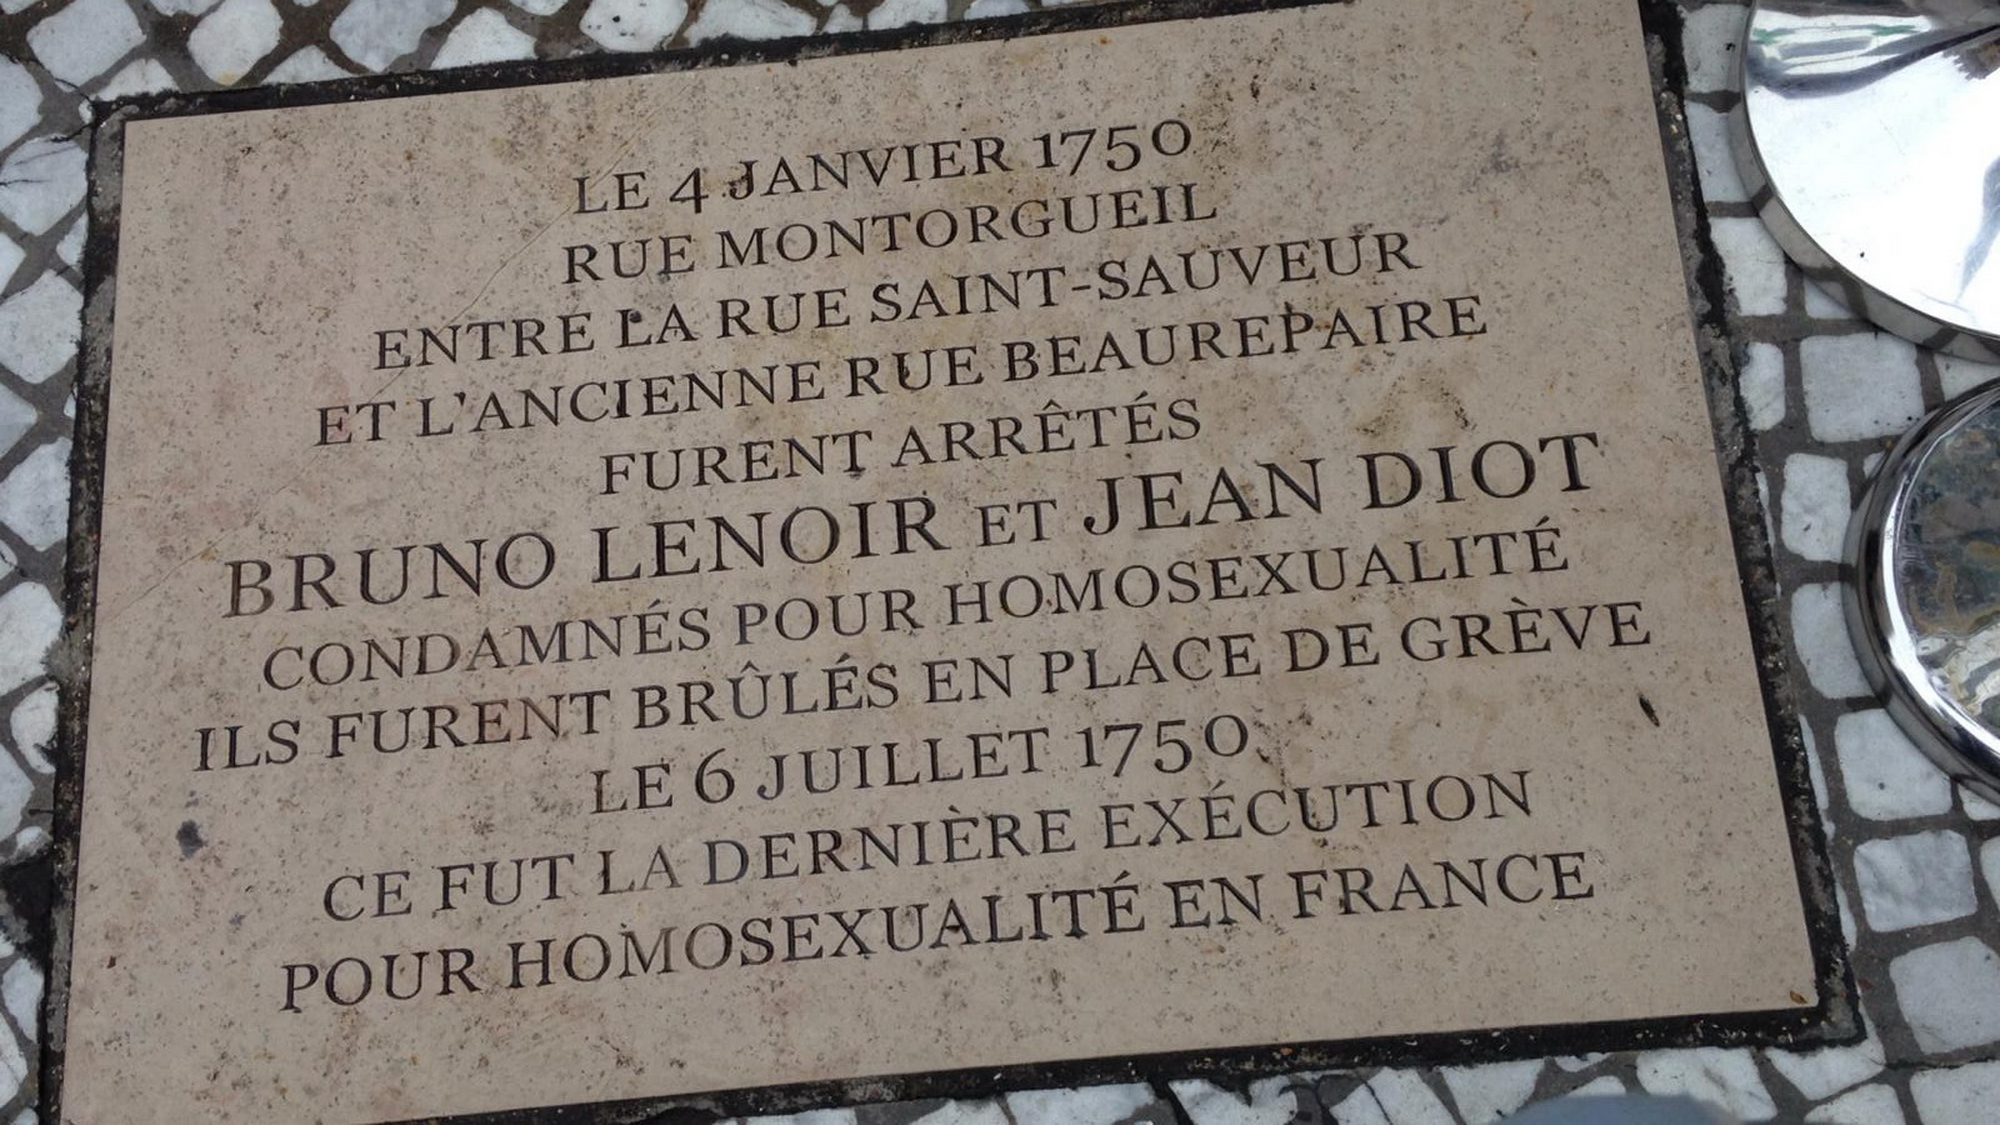 LE 4 JANVIER 1750
RUE MONTORGUEIL
ENTRE LA RUE SAINT-SAUVEUR
ET L'ANCIENNE RUE BEAUREPAIRE
FURENT ARRÊTÉS
BRUNO LENOIR ET JEAN DIOT
CONDAMNÉS POUR HOMOSEXUALITÉ
ILS FURENT BRÛLÉS EN PLACE DE GRÈVE
LE 6 JUILLET 1750
CE FUT LA DERNIÈRE EXÉCUTION
POUR HOMOSEXUALITÉ EN FRANCE